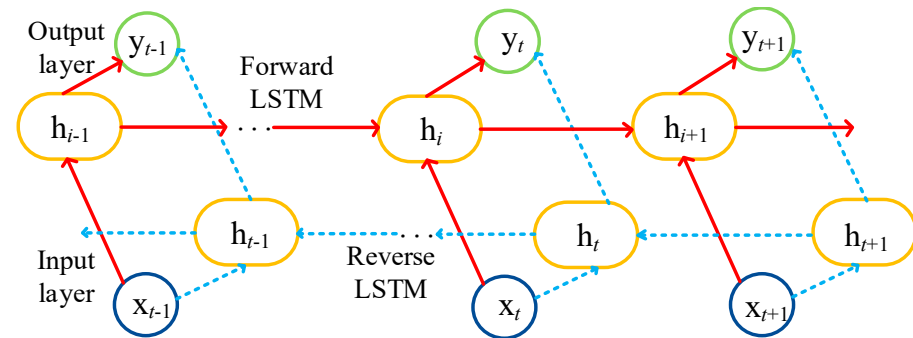 Output
layer
y_{t-1}
Forward
LSTM
y_t
y_{t+1}
h_{i-1}
...
h_i
h_{i+1}
h_{t-1}
...
h_t
h_{t+1}
Input
layer
Reverse
LSTM
x_{t-1}
x_t
x_{t+1}